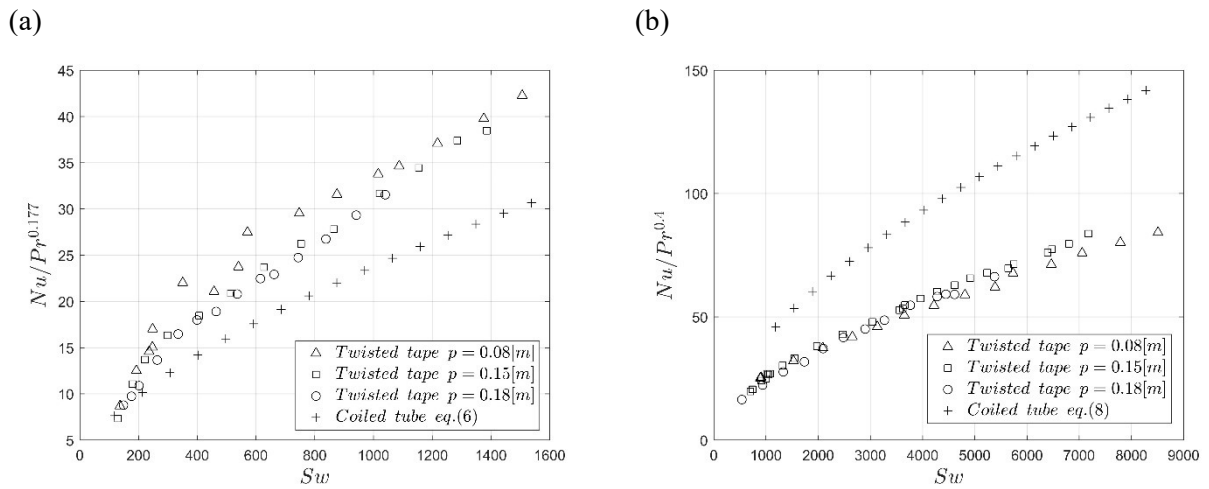 (a)
45
40
35
30
25
20
15
10
5
Nu/Pr^0.177
Twisted tape p = 0.08[m]
Twisted tape p = 0.15[m]
Twisted tape p = 0.18[m]
Coiled tube eq.(6)
0 200 400 600 800 1000 1200 1400 1600
Sw
(b)
150
100
50
0
Nu/Pr^0.4
Twisted tape p = 0.08[m]
Twisted tape p = 0.15[m]
Twisted tape p = 0.18[m]
Coiled tube eq.(8)
0 1000 2000 3000 4000 5000 6000 7000 8000 9000
Sw